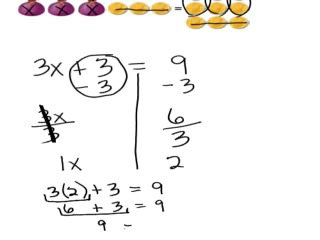 x x x =
3x + 3 = 9
- 3 - 3
3x/3 6/3
1x 2
3(2) + 3 = 9
6 + 3 = 9
9 =